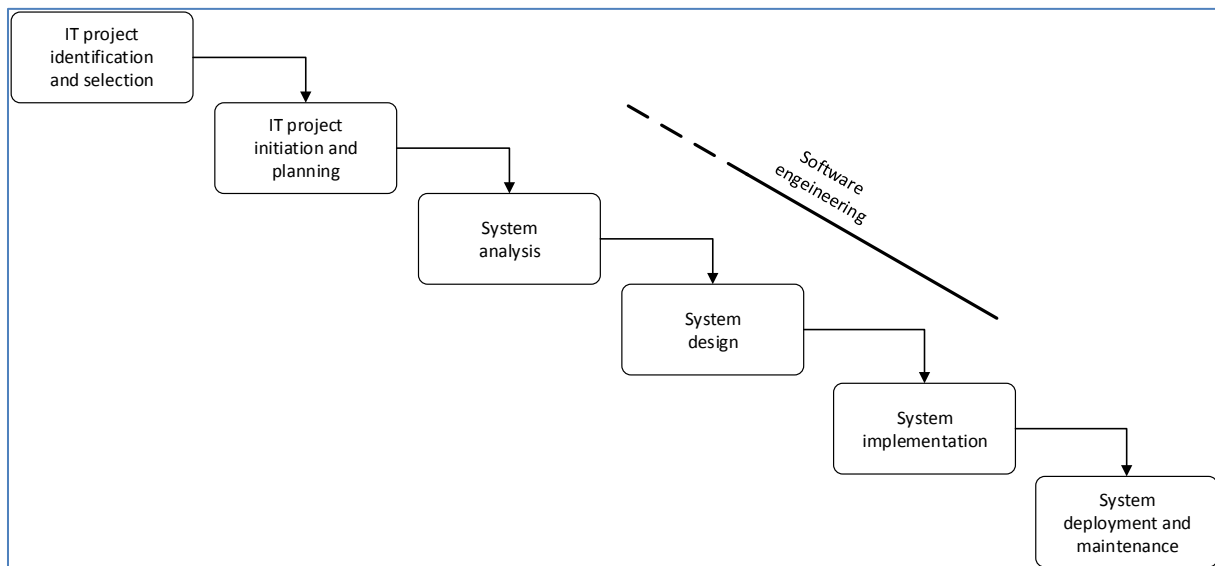 IT project
identification
and selection
IT project
initiation and
planning
Software
engeineering
System
analysis
System
design
System
implementation
System
deployment and
maintenance